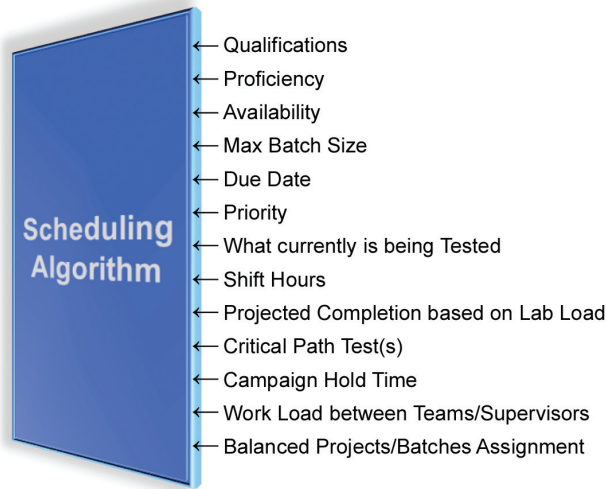 Scheduling
Algorithm
← Qualifications
← Proficiency
← Availability
← Max Batch Size
← Due Date
← Priority
← What currently is being Tested
← Shift Hours
← Projected Completion based on Lab Load
← Critical Path Test(s)
← Campaign Hold Time
← Work Load between Teams/Supervisors
← Balanced Projects/Batches Assignment